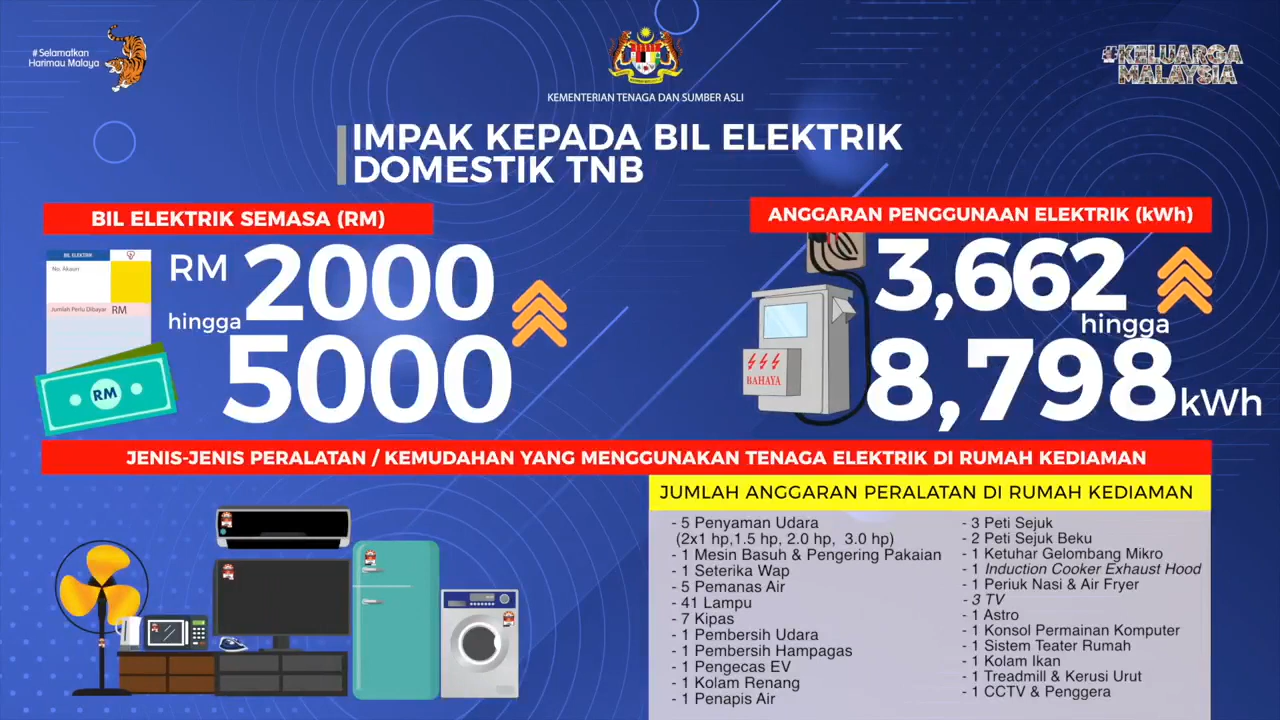 # Selamatkan
Harimau Malaya
KEMENTERIAN TENAGA DAN SUMBER ASLI
#KELUARGA
MALAYSIA
IMPAK KEPADA BIL ELEKTRIK
DOMESTIK TNB
BIL ELEKTRIK SEMASA (RM)
BIL ELEKTRIK
No. Akaun
Jumlah Perlu Dibayar RM
RM
RM 2000
hingga
5000
ANGGARAN PENGGUNAAN ELEKTRIK (kWh)
BAHAYA
3,662
hingga
8,798 kWh
JENIS-JENIS PERALATAN / KEMUDAHAN YANG MENGGUNAKAN TENAGA ELEKTRIK DI RUMAH KEDIAMAN
JUMLAH ANGGARAN PERALATAN DI RUMAH KEDIAMAN
- 5 Penyaman Udara
(2x1 hp,1.5 hp, 2.0 hp, 3.0 hp)
- 1 Mesin Basuh & Pengering Pakaian
- 1 Seterika Wap
- 5 Pemanas Air
- 41 Lampu
- 7 Kipas
- 1 Pembersih Udara
- 1 Pembersih Hampagas
- 1 Pengecas EV
- 1 Kolam Renang
- 1 Penapis Air
- 3 Peti Sejuk
- 2 Peti Sejuk Beku
- 1 Ketuhar Gelombang Mikro
- 1 Induction Cooker Exhaust Hood
- 1 Periuk Nasi & Air Fryer
- 3 TV
- 1 Astro
- 1 Konsol Permainan Komputer
- 1 Sistem Teater Rumah
- 1 Kolam Ikan
- 1 Treadmill & Kerusi Urut
- 1 CCTV & Penggera